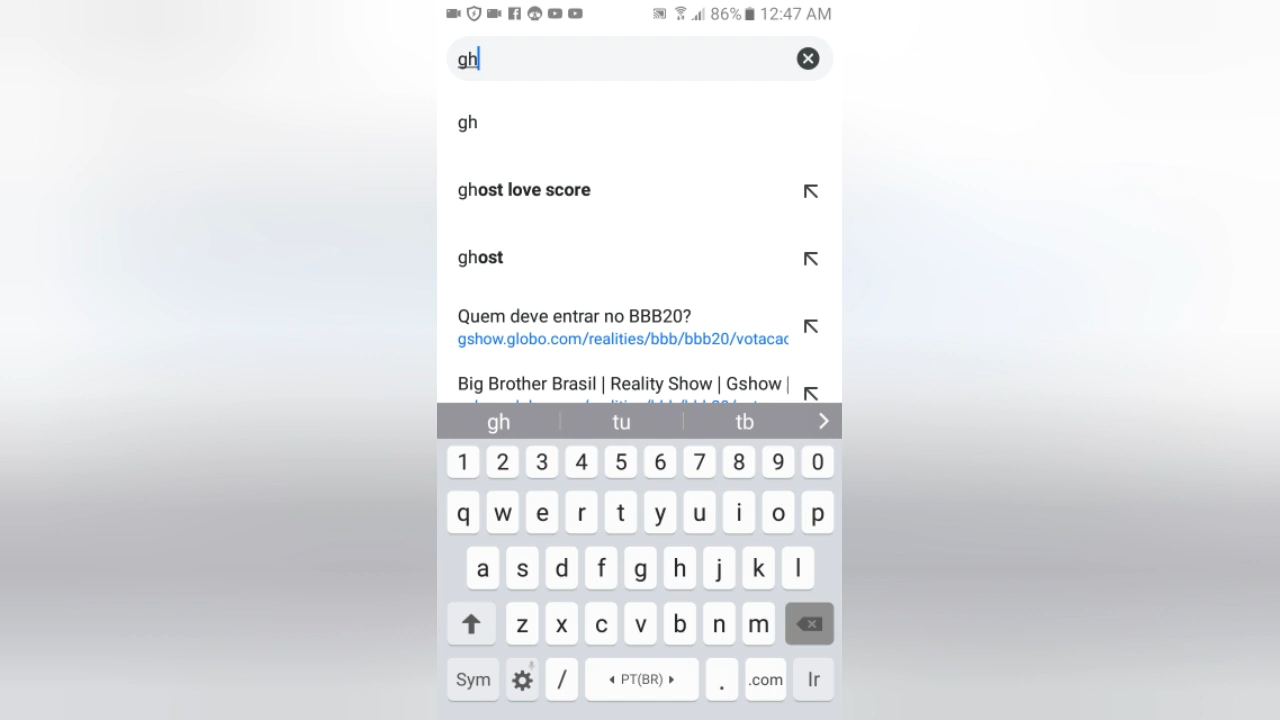 86% 12:47 AM
gh
gh
ghost love score
ghost
Quem deve entrar no BBB20?
gshow.globo.com/realities/bbb/bbb20/votacac
Big Brother Brasil | Reality Show | Gshow |
gh tu tb
1 2 3 4 5 6 7 8 9 0
q w e r t y u i o p
a s d f g h j k l
z x c v b n m
Sym / PT(BR) . .com Ir